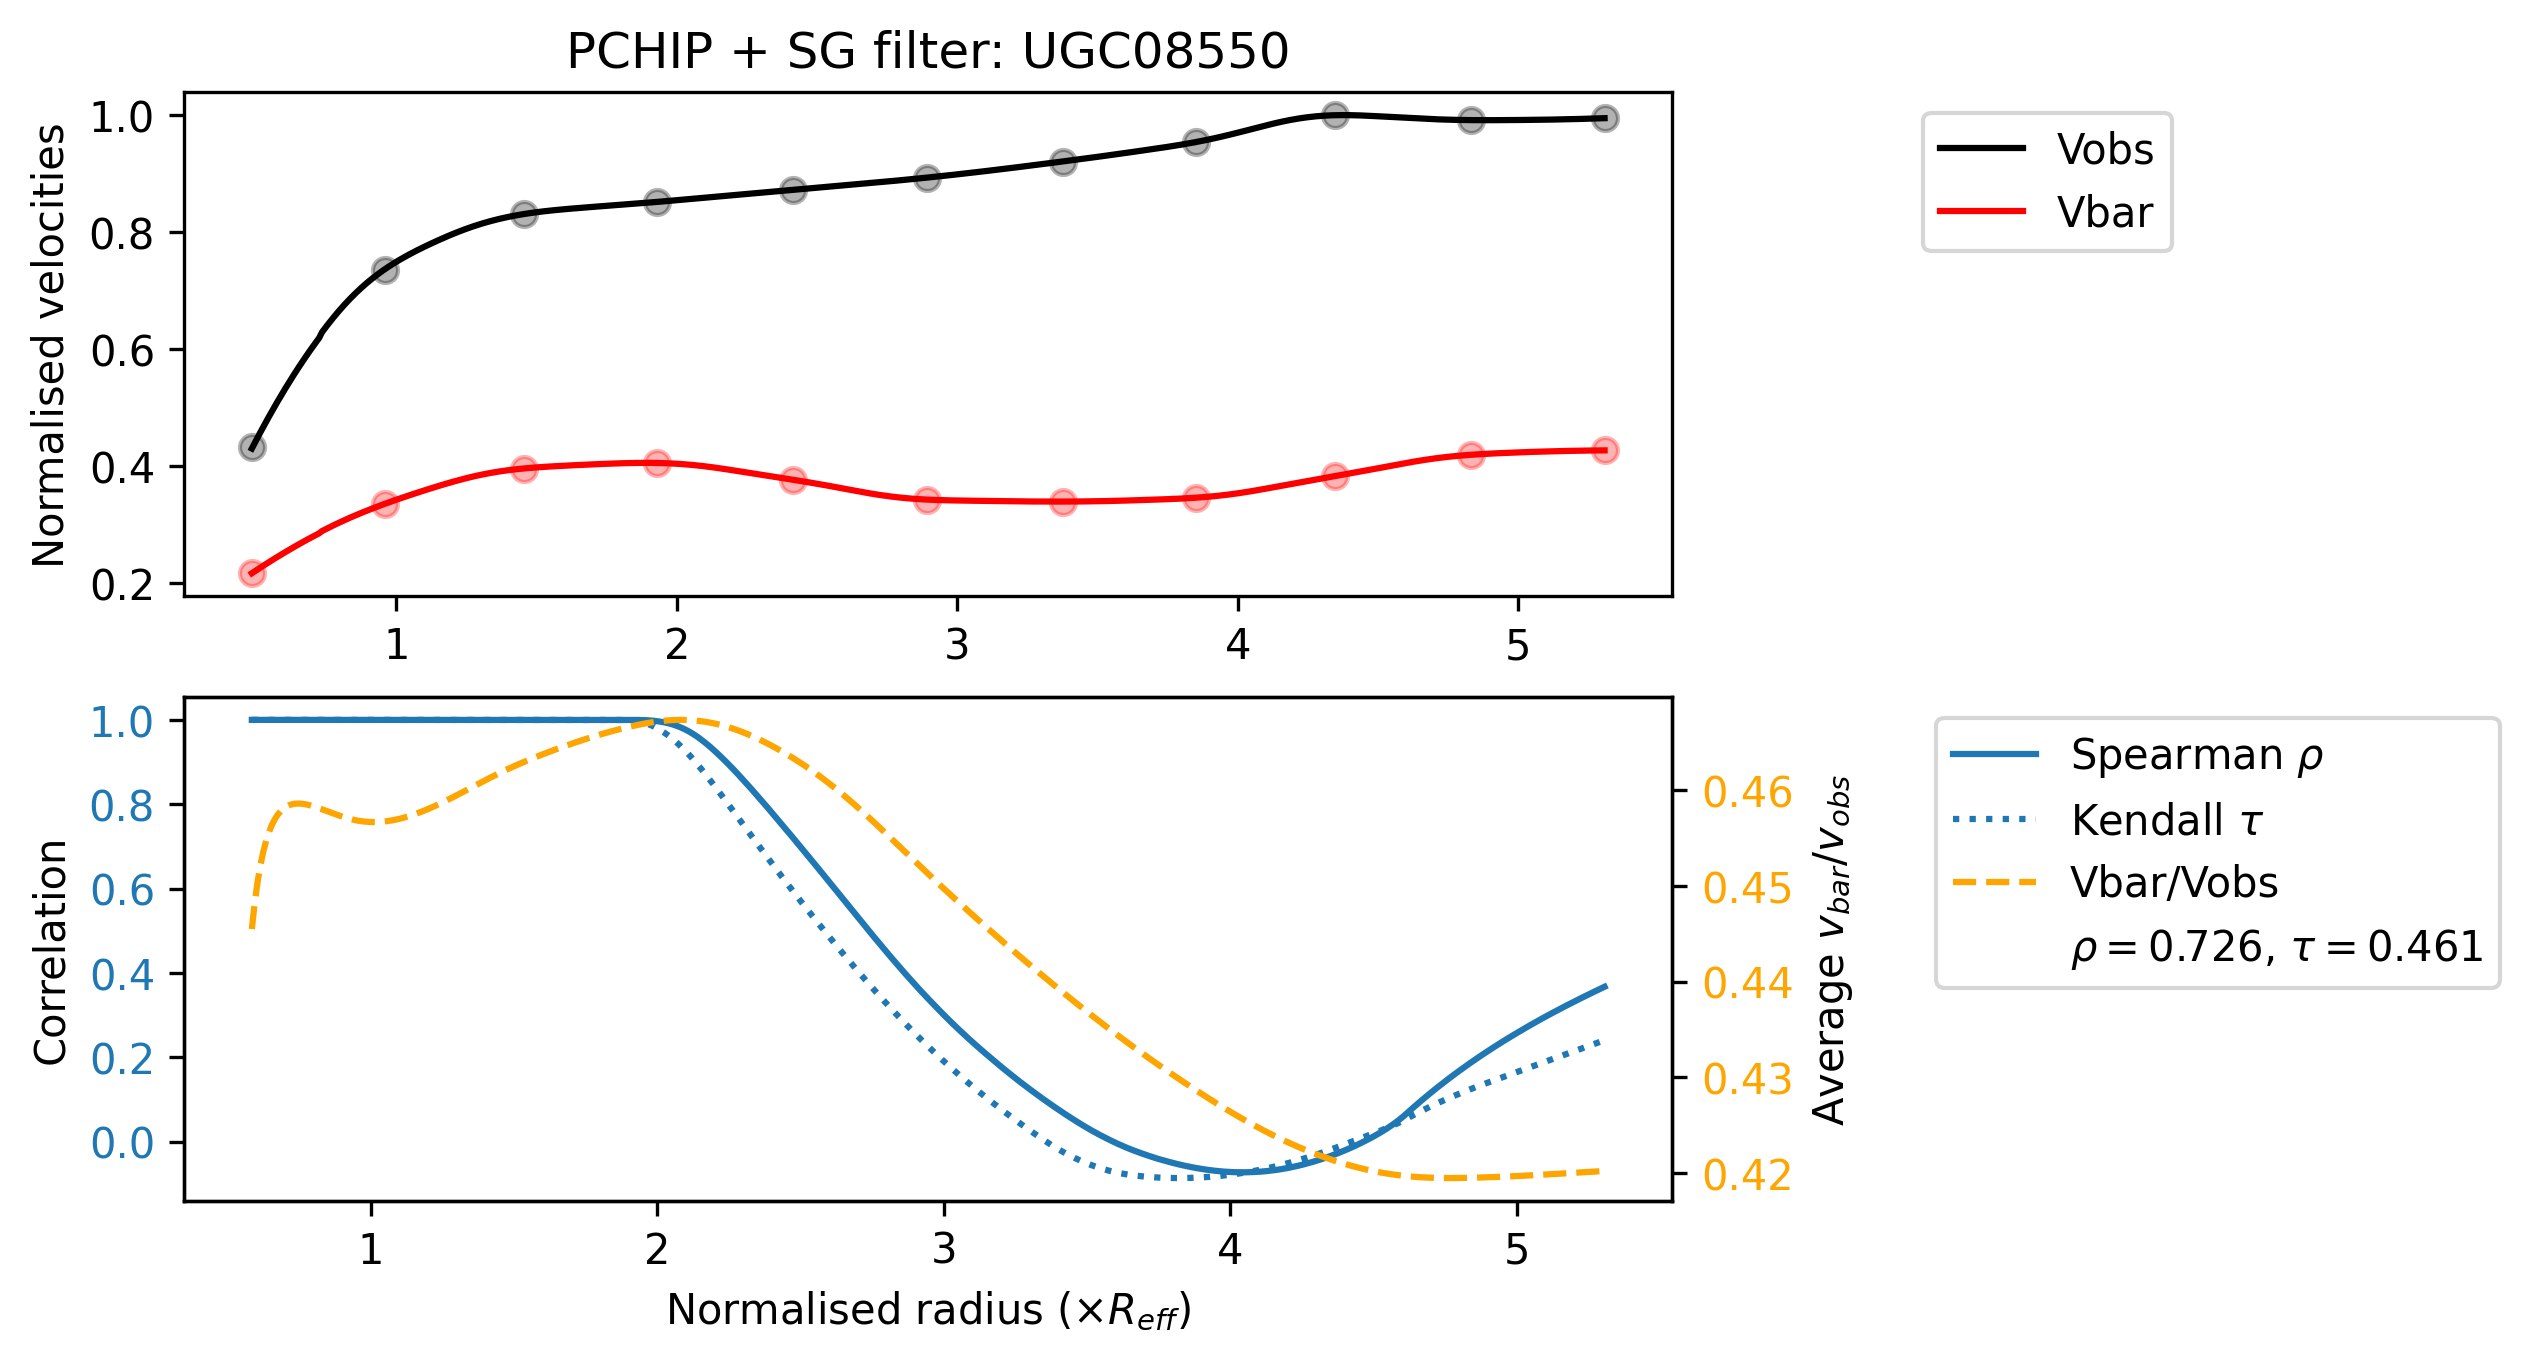 PCHIP + SG filter: UGC08550
Normalised velocities
1.0
0.8
0.6
0.4
0.2
1 2 3 4 5
Vobs
Vbar
Correlation
1.0
0.8
0.6
0.4
0.2
0.0
1 2 3 4 5
Normalised radius (×R_eff)
0.46
0.45
0.44
0.43
0.42
Average v_bar/v_obs
Spearman ρ
Kendall τ
Vbar/Vobs
ρ = 0.726, τ = 0.461